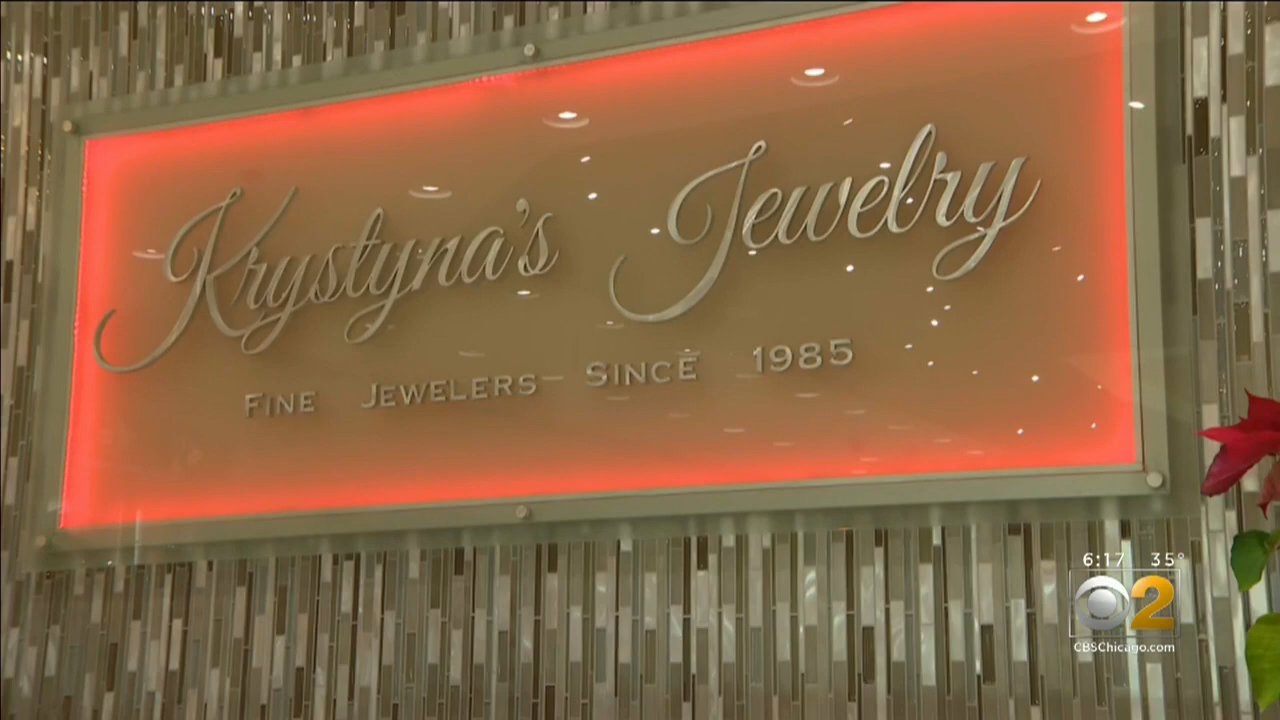 Krystyna's Jewelry
FINE JEWELERS- SINCE 1985
6:17 35°
2
CBSChicago.com